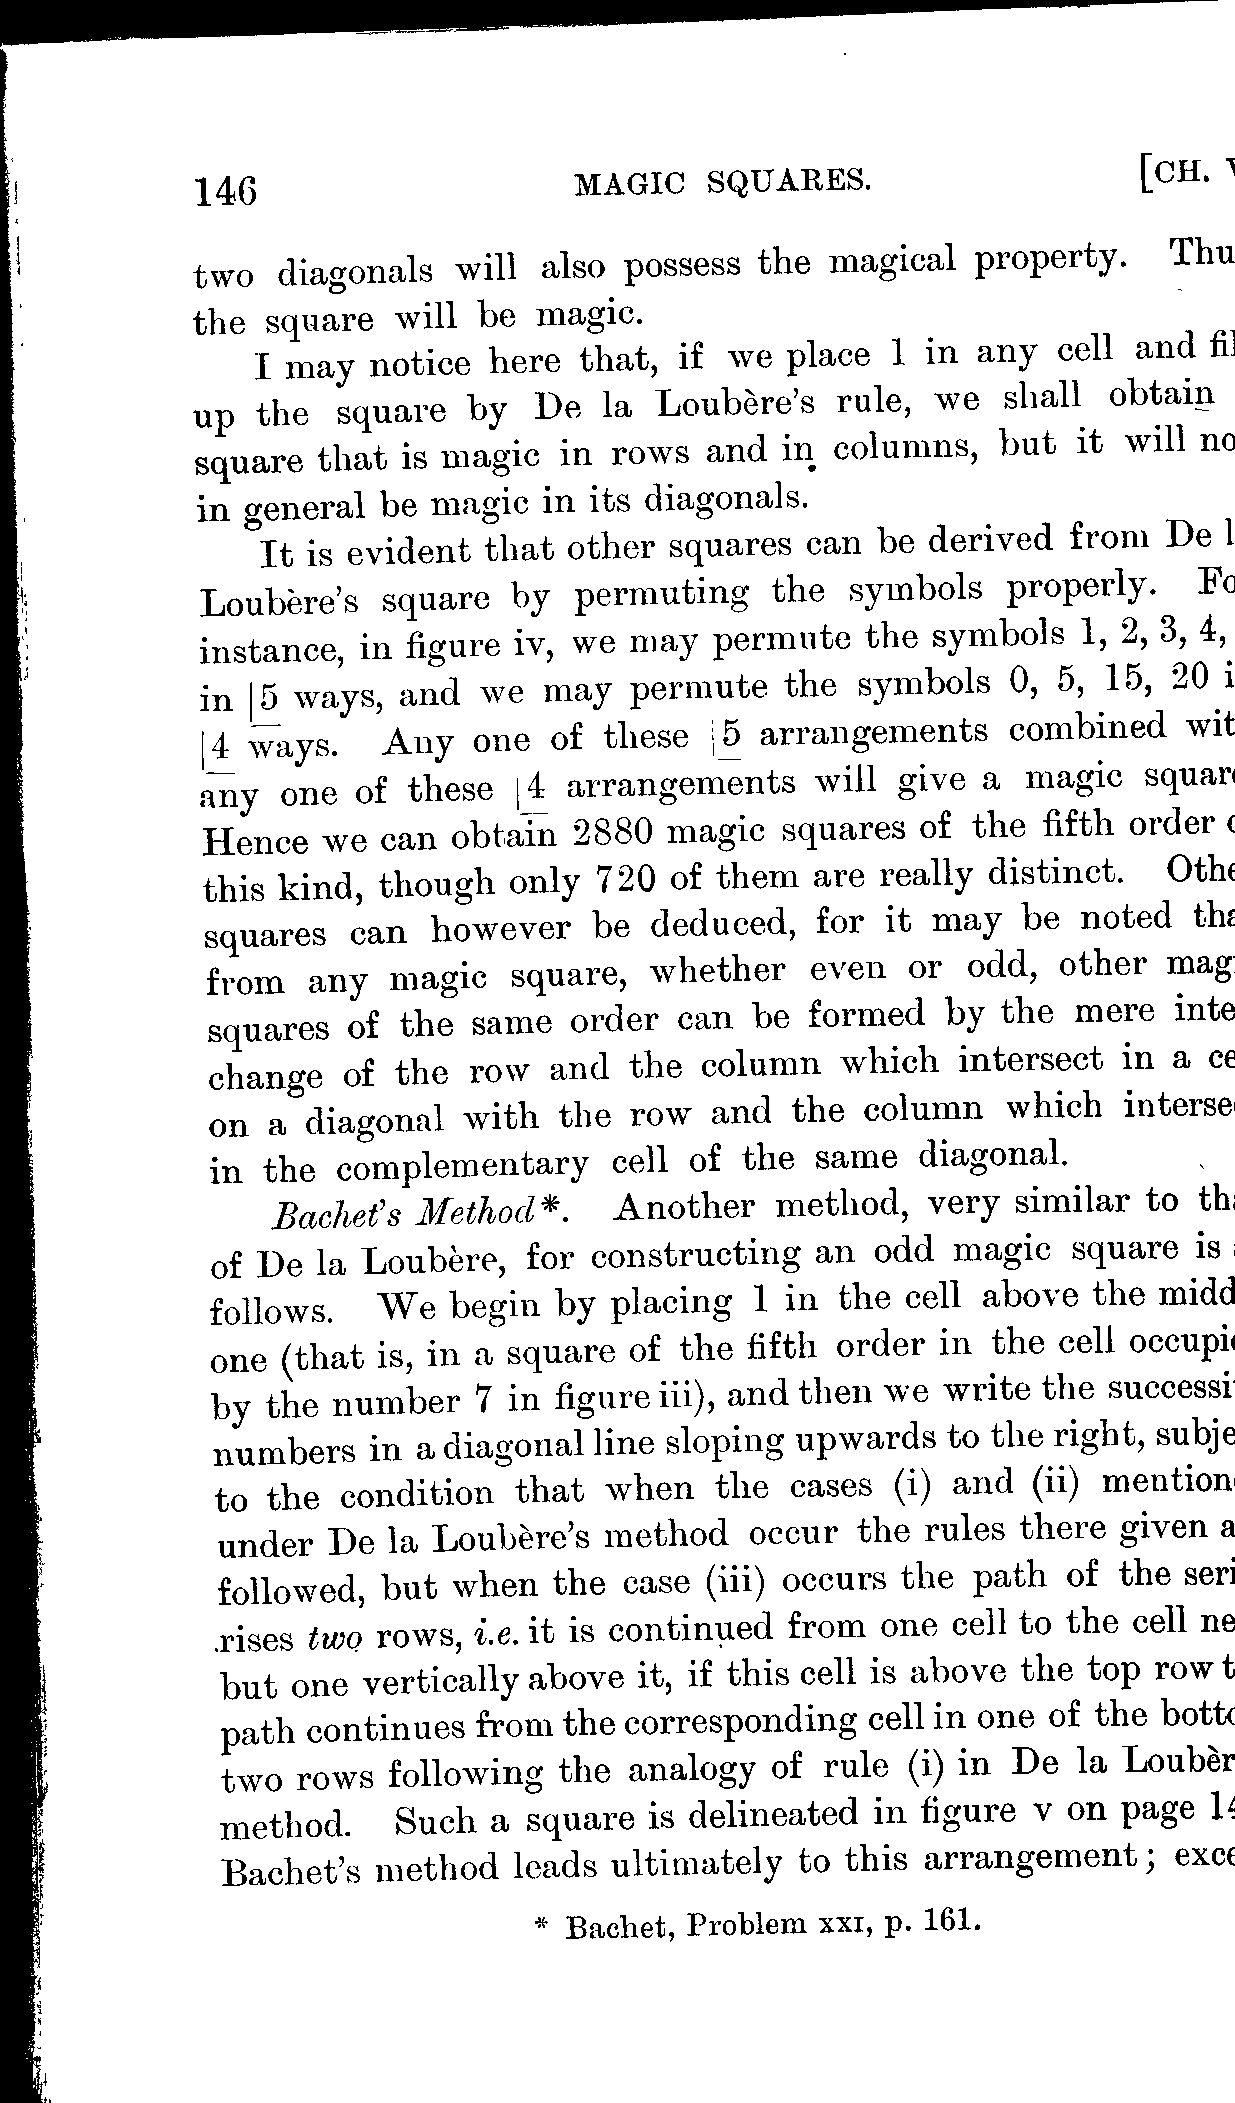 146 MAGIC SQUARES. [CH.
two diagonals will also possess the magical property. Thu
the square will be magic.
I may notice here that, if we place 1 in any cell and fil
up the square by De la Loubère's rule, we shall obtain
square that is magic in rows and in columns, but it will no
in general be magic in its diagonals.
It is evident that other squares can be derived from De l
Loubère's square by permuting the symbols properly. Fo
instance, in figure iv, we may permute the symbols 1, 2, 3, 4,
in |5 ways, and we may permute the symbols 0, 5, 15, 20 i
|4 ways. Any one of these |5 arrangements combined wit
any one of these |4 arrangements will give a magic squar
Hence we can obtain 2880 magic squares of the fifth order
this kind, though only 720 of them are really distinct. Othe
squares can however be deduced, for it may be noted tha
from any magic square, whether even or odd, other mag
squares of the same order can be formed by the mere inte
change of the row and the column which intersect in a ce
on a diagonal with the row and the column which interse
in the complementary cell of the same diagonal.
Bachet's Method*. Another method, very similar to th
of De la Loubère, for constructing an odd magic square is
follows. We begin by placing 1 in the cell above the midd
one (that is, in a square of the fifth order in the cell occupi
by the number 7 in figure iii), and then we write the successi
numbers in a diagonal line sloping upwards to the right, subje
to the condition that when the cases (i) and (ii) mention
under De la Loubère's method occur the rules there given a
followed, but when the case (iii) occurs the path of the seri
rises two rows, i.e. it is continued from one cell to the cell ne
but one vertically above it, if this cell is above the top row t
path continues from the corresponding cell in one of the botto
two rows following the analogy of rule (i) in De la Loubèr
method. Such a square is delineated in figure v on page 14
Bachet's method leads ultimately to this arrangement; exce
* Bachet, Problem XXI, p. 161.